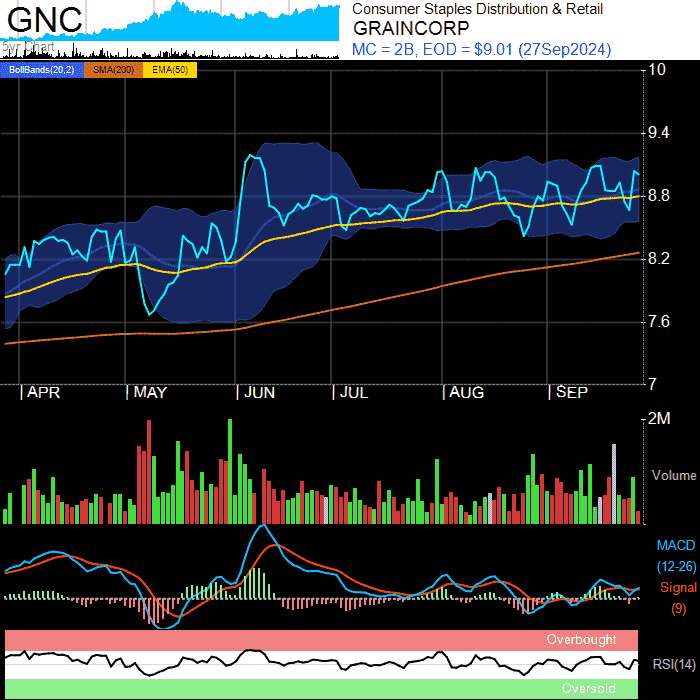 GNC
5yr Chart
Consumer Staples Distribution & Retail
GRAINCORP
MC = 2B, EOD = $9.01 (27Sep2024)
BollBands(20,2) SMA(200) EMA(50)
10
9.4
8.8
8.2
7.6
7
| APR | MAY | JUN | JUL | AUG | SEP
2M
Volume
MACD
(12-26)
Signal
(9)
Overbought
RSI(14)
Oversold